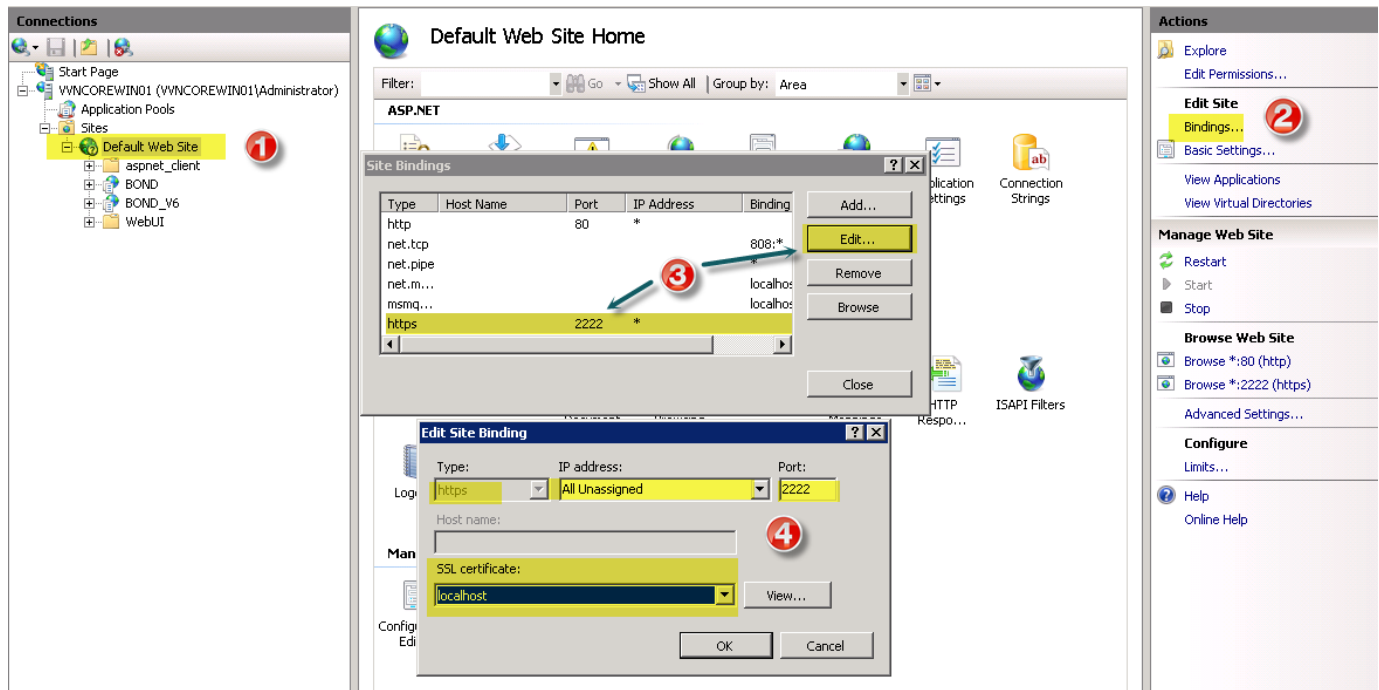 Connections
Start Page
VVNCOREWIN01 (VVNCOREWIN01\Administrator)
Application Pools
Sites
Default Web Site
aspnet_client
BOND
BOND_V6
WebUI
1
Default Web Site Home
Filter:
Go
Show All
Group by: Area
ASP.NET
Connection
Strings
Site Bindings
Type Host Name Port IP Address Binding
http 80 *
net.tcp 808:*
net.pipe *
net.m... localhos
msmq... localhos
https 2222 *
Add...
Edit...
Remove
Browse
Close
3
HTTP
Respo...
ISAPI Filters
Edit Site Binding
Type: IP address: Port:
https All Unassigned 2222
Host name:
SSL certificate:
localhost
View...
OK Cancel
4
Man
Edi
Actions
Explore
Edit Permissions...
Edit Site
Bindings...
2
Basic Settings...
View Applications
View Virtual Directories
Manage Web Site
Restart
Start
Stop
Browse Web Site
Browse *:80 (http)
Browse *:2222 (https)
Advanced Settings...
Configure
Limits...
Help
Online Help